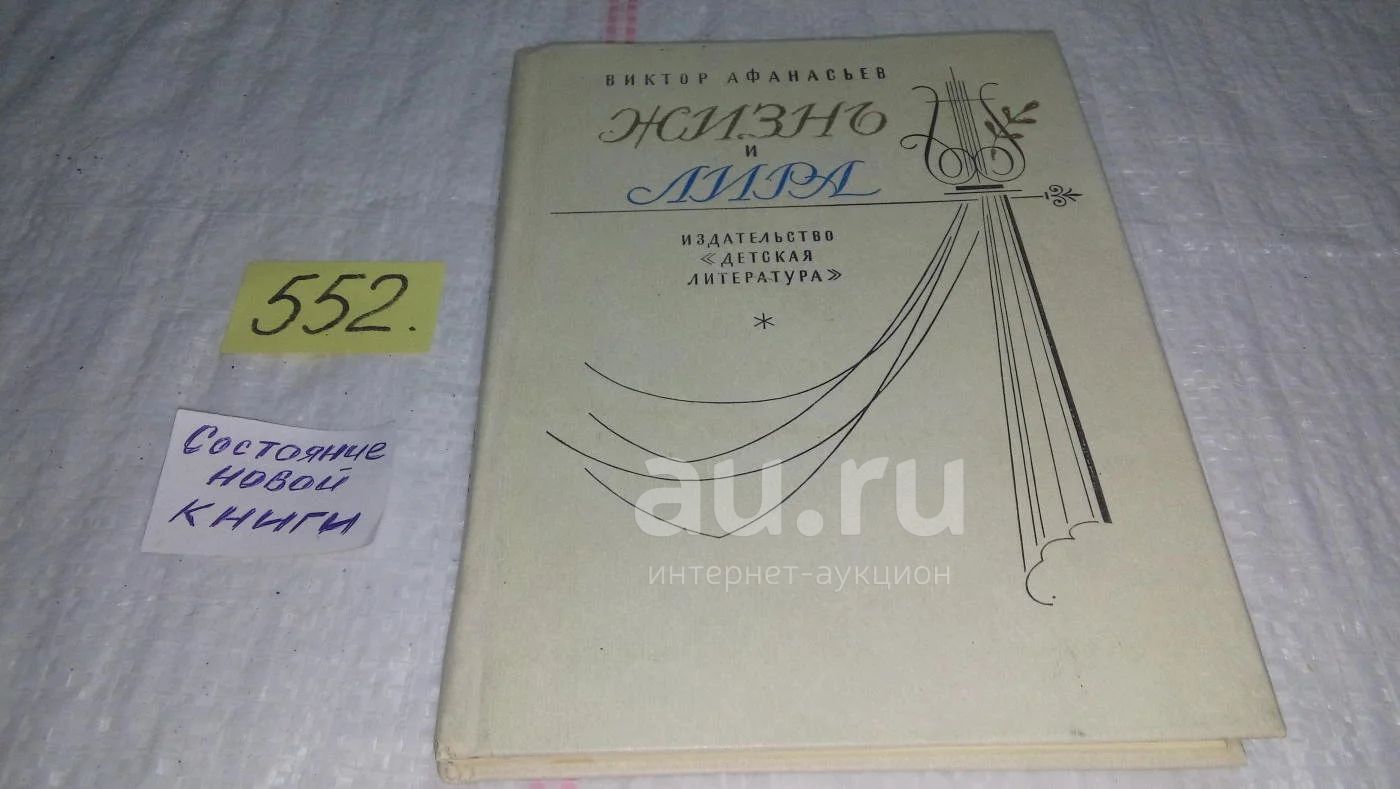 ВИКТОР АФАНАСЬЕВ
ЖИЗНЬ
И
ЛИРА
ИЗДАТЕЛЬСТВО
«ДЕТСКАЯ
ЛИТЕРАТУРА»
552.
Состояние
новой
книги
au.ru
интернет-аукцион